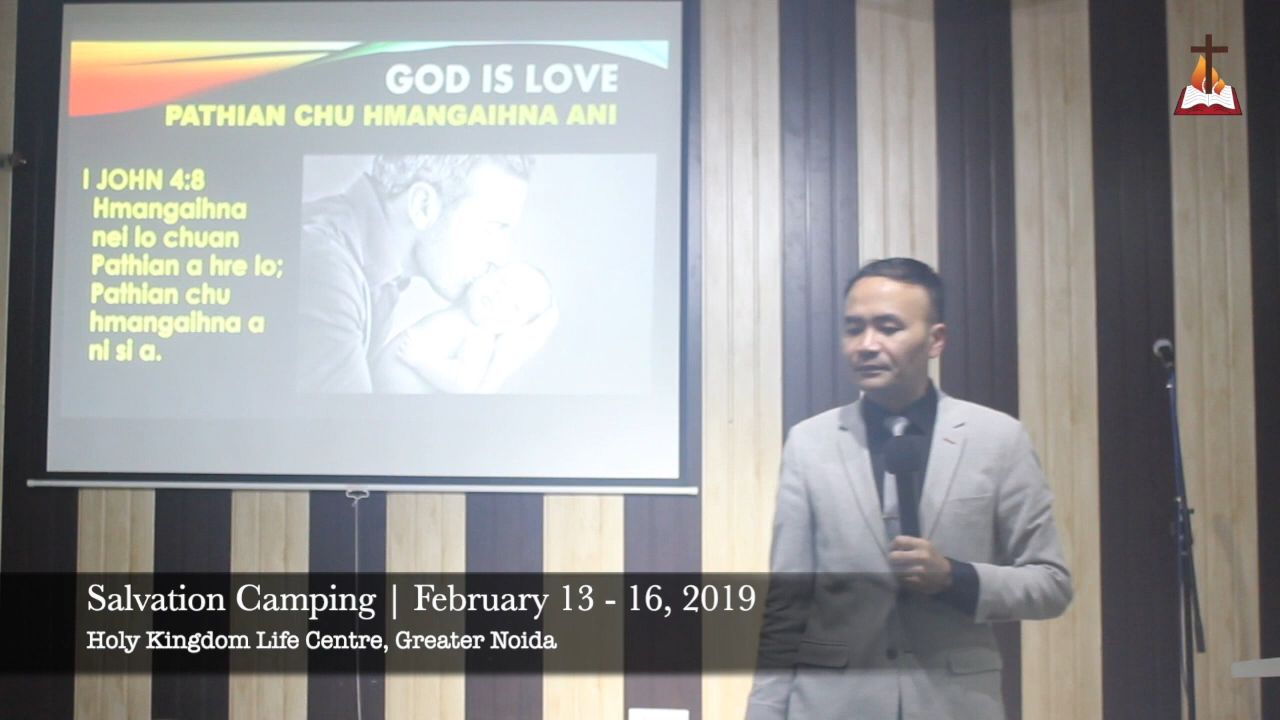 GOD IS LOVE
PATHIAN CHU HMANGAIHNA ANI
I JOHN 4:8
Hmangaihna
nei lo chuan
Pathian a hre lo;
Pathian chu
hmangaihna a
ni si a.
Salvation Camping | February 13 - 16, 2019
Holy Kingdom Life Centre, Greater Noida